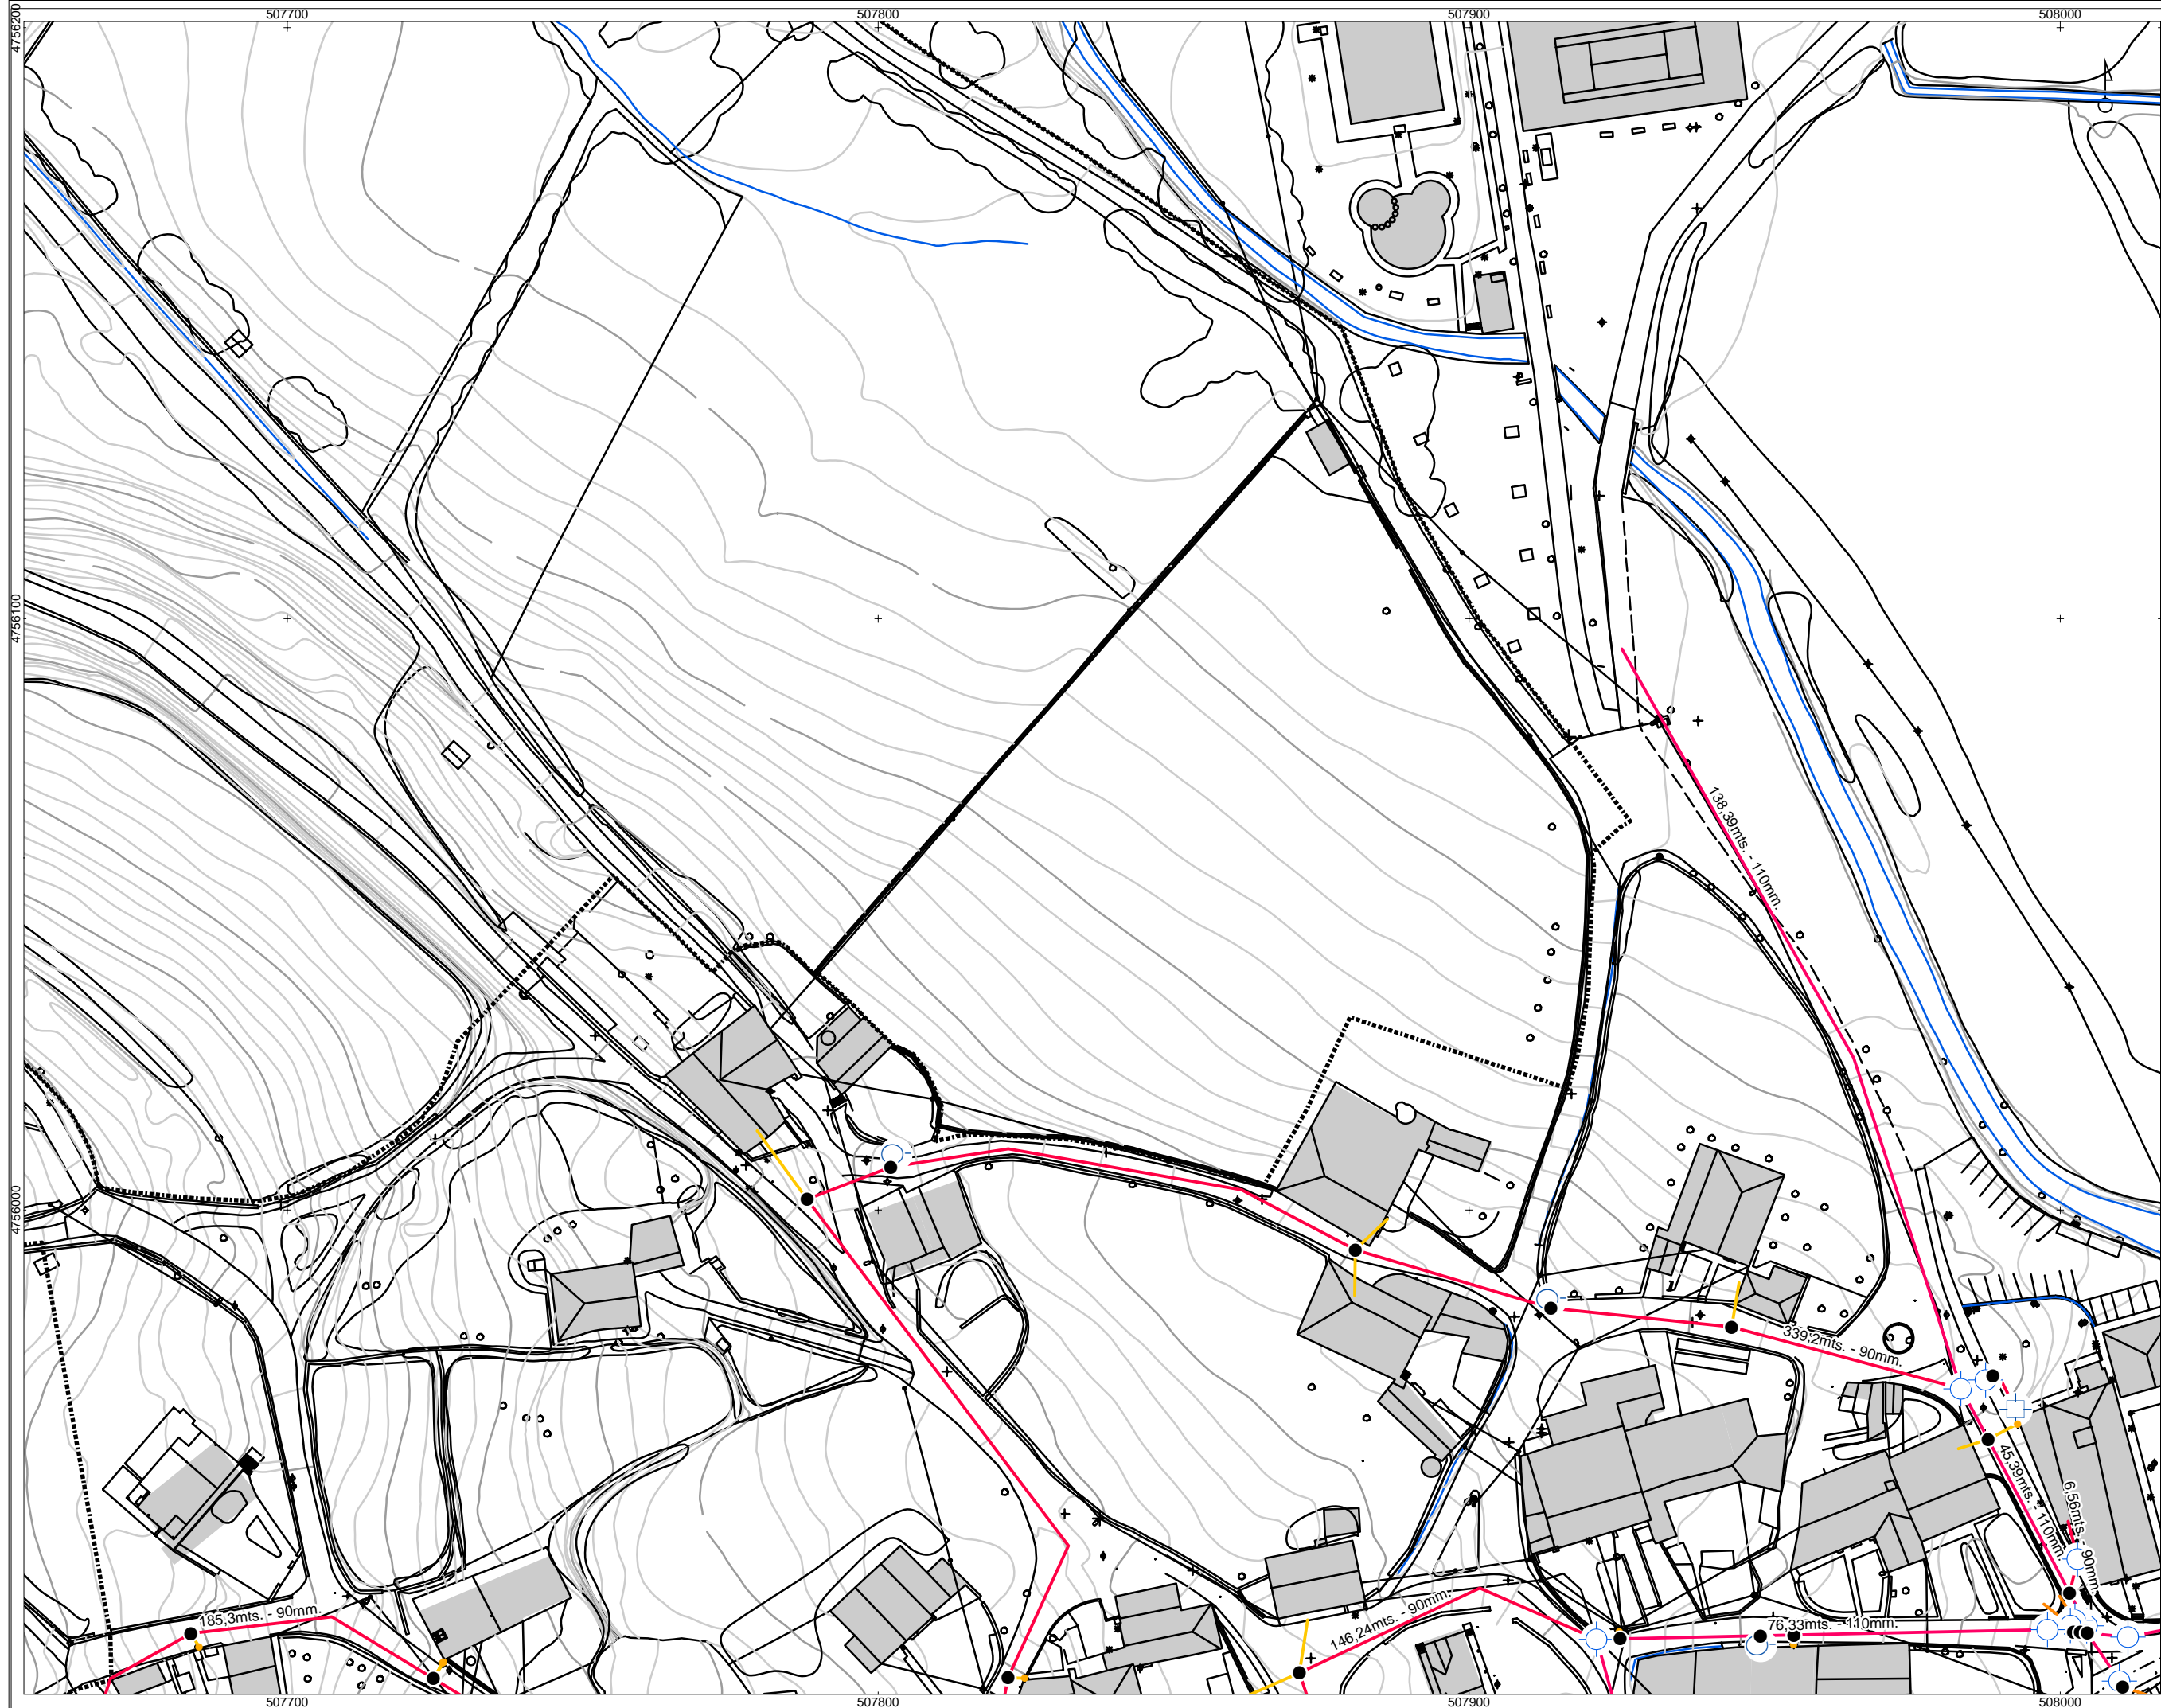 507700
507800
507900
508000
4756200
4756100
4756000
138,39mts. - 110mm.
339,2mts. - 90mm.
45,39mts. - 110mm.
6,56mts. - 90mm.
185,3mts. - 90mm.
146,24mts. - 90mm.
76,33mts. - 110mm.
507700
507800
507900
508000